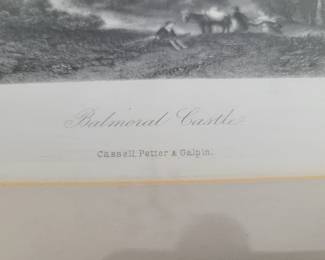 Balmoral Castle
Cassell Petter & Galpin.